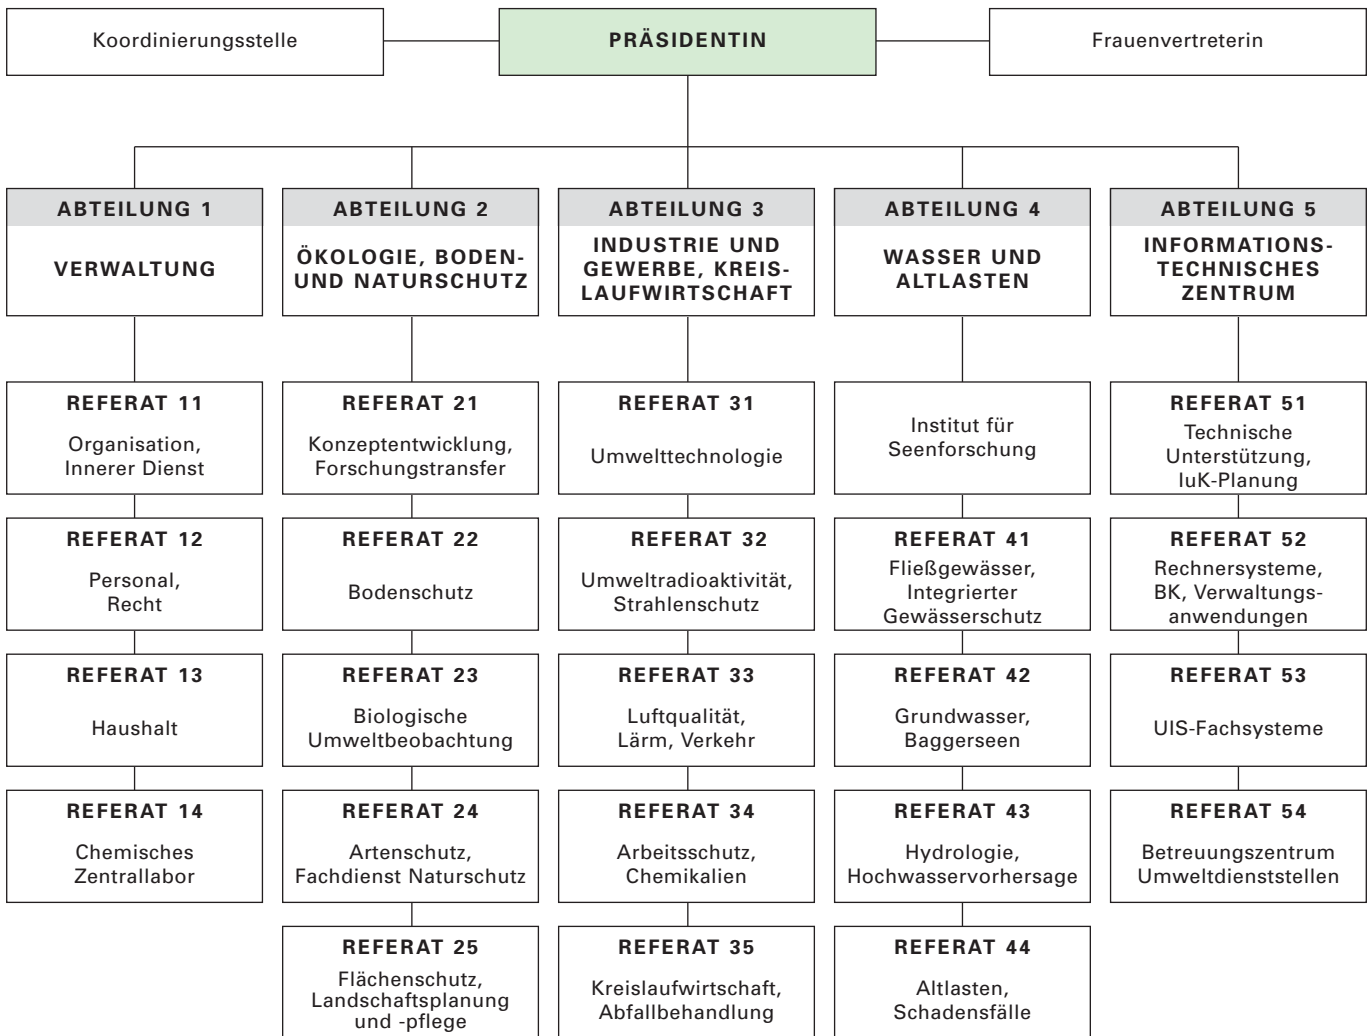 Koordinierungsstelle
PRÄSIDENTIN
Frauenvertreterin
ABTEILUNG 1
VERWALTUNG
REFERAT 11
Organisation,
Innerer Dienst
REFERAT 12
Personal,
Recht
REFERAT 13
Haushalt
REFERAT 14
Chemisches
Zentrallabor
ABTEILUNG 2
ÖKOLOGIE, BODEN-
UND NATURSCHUTZ
REFERAT 21
Konzeptentwicklung,
Forschungstransfer
REFERAT 22
Bodenschutz
REFERAT 23
Biologische
Umweltbeobachtung
REFERAT 24
Artenschutz,
Fachdienst Naturschutz
REFERAT 25
Flächenschutz,
Landschaftsplanung
und -pflege
ABTEILUNG 3
INDUSTRIE UND
GEWERBE, KREIS-
LAUFWIRTSCHAFT
REFERAT 31
Umwelttechnologie
REFERAT 32
Umweltradioaktivität,
Strahlenschutz
REFERAT 33
Luftqualität,
Lärm, Verkehr
REFERAT 34
Arbeitsschutz,
Chemikalien
REFERAT 35
Kreislaufwirtschaft,
Abfallbehandlung
ABTEILUNG 4
WASSER UND
ALTLASTEN
Institut für
Seenforschung
REFERAT 41
Fließgewässer,
Integrierter
Gewässerschutz
REFERAT 42
Grundwasser,
Baggerseen
REFERAT 43
Hydrologie,
Hochwasservorhersage
REFERAT 44
Altlasten,
Schadensfälle
ABTEILUNG 5
INFORMATIONS-
TECHNISCHES
ZENTRUM
REFERAT 51
Technische
Unterstützung,
IuK-Planung
REFERAT 52
Rechnersysteme,
BK, Verwaltungs-
anwendungen
REFERAT 53
UIS-Fachsysteme
REFERAT 54
Betreuungszentrum
Umweltdienststellen